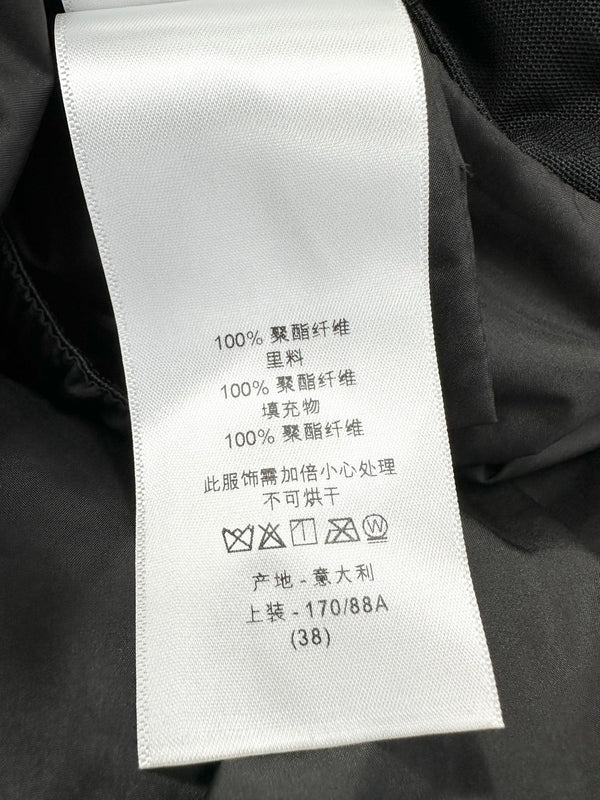 100% 聚酯纤维
里料
100% 聚酯纤维
填充物
100% 聚酯纤维
此服饰需加倍小心处理
不可烘干
W
产地 - 意大利
上装 - 170/88A
(38)